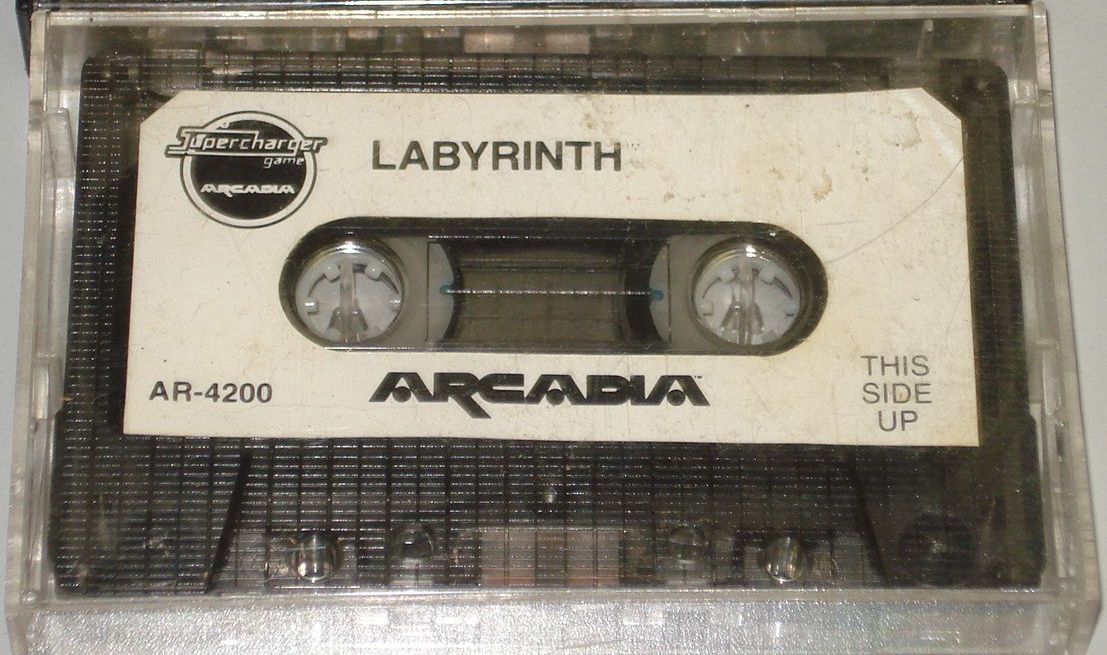 Supercharger
game
ARCADIA
LABYRINTH™
AR-4200
ARCADIA™
THIS
SIDE
UP